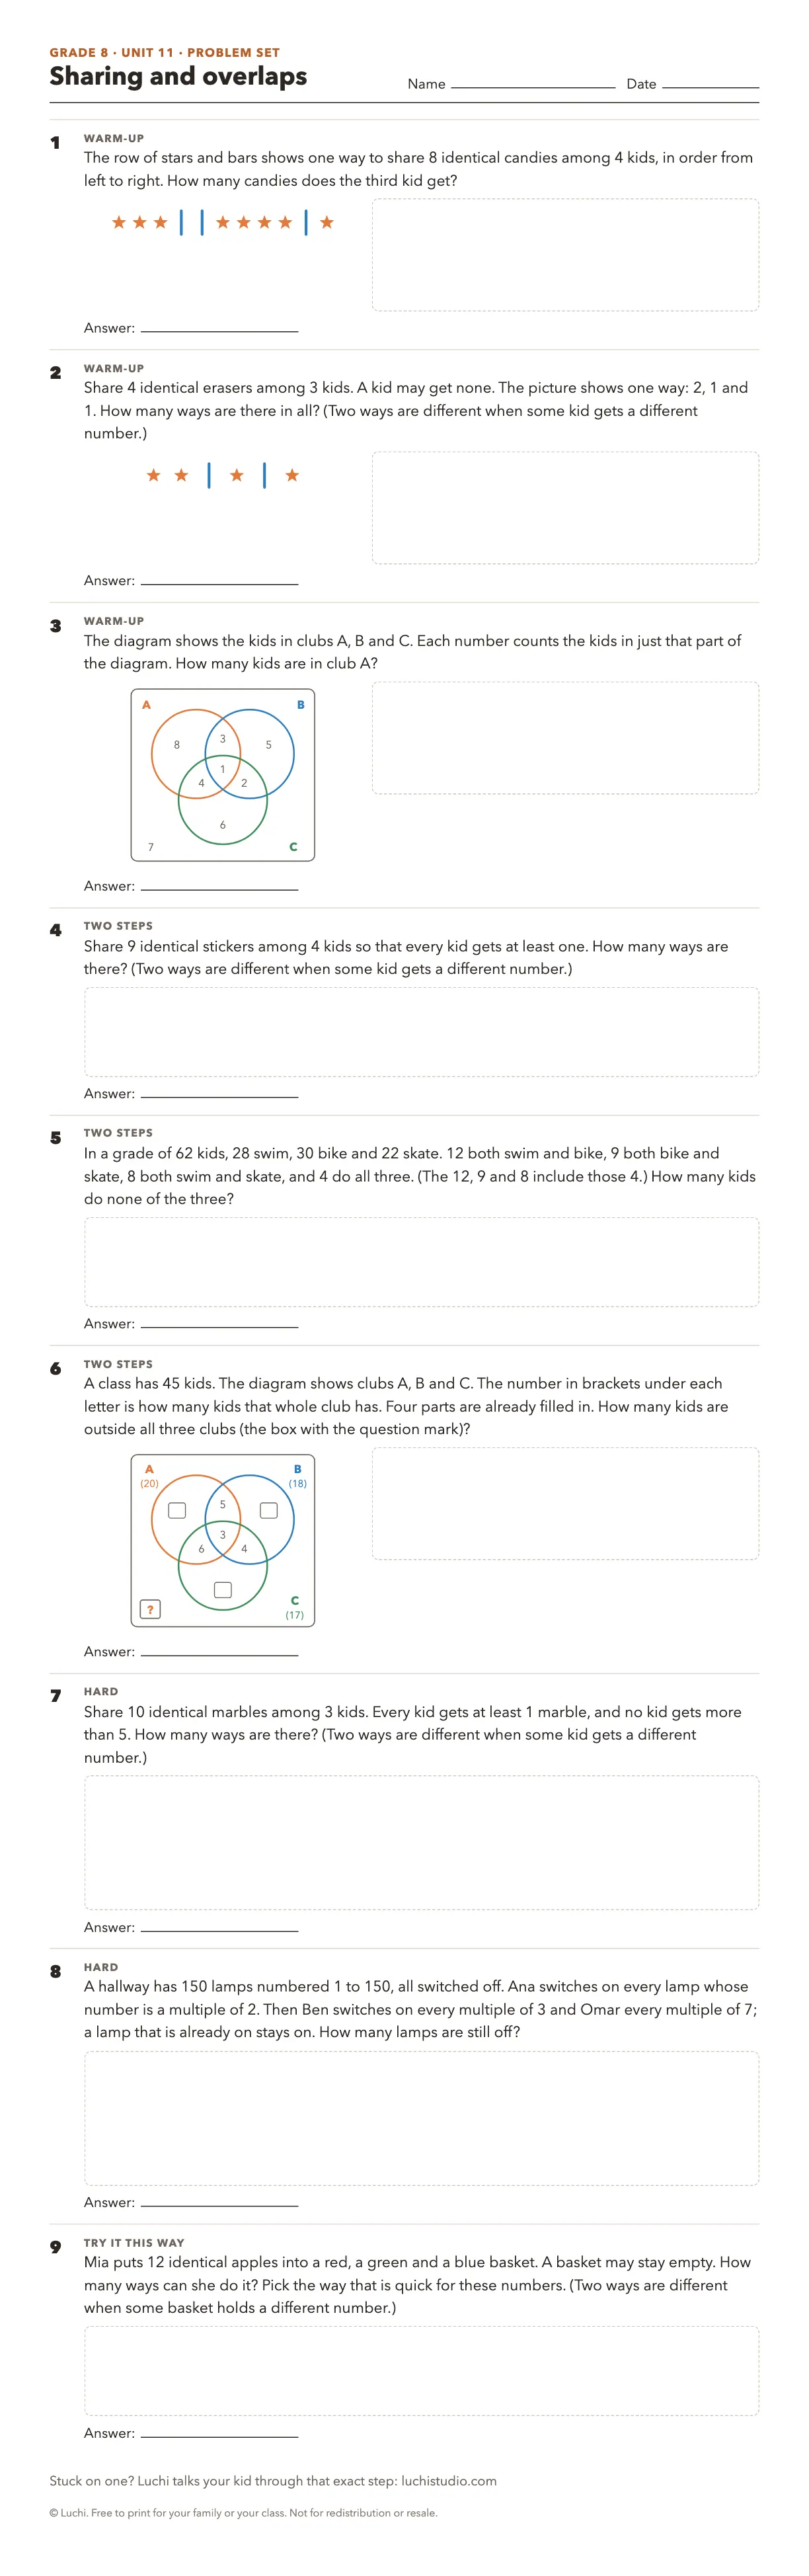 GRADE 8 · UNIT 11 · PROBLEM SET
Sharing and overlaps
Name Date
1
WARM-UP
The row of stars and bars shows one way to share 8 identical candies among 4 kids, in order from
left to right. How many candies does the third kid get?
Answer:
2
WARM-UP
Share 4 identical erasers among 3 kids. A kid may get none. The picture shows one way: 2, 1 and
1. How many ways are there in all? (Two ways are different when some kid gets a different
number.)
Answer:
3
WARM-UP
The diagram shows the kids in clubs A, B and C. Each number counts the kids in just that part of
the diagram. How many kids are in club A?
A B
8 3 5
1
4 2
6
7 C
Answer:
4
TWO STEPS
Share 9 identical stickers among 4 kids so that every kid gets at least one. How many ways are
there? (Two ways are different when some kid gets a different number.)
Answer:
5
TWO STEPS
In a grade of 62 kids, 28 swim, 30 bike and 22 skate. 12 both swim and bike, 9 both bike and
skate, 8 both swim and skate, and 4 do all three. (The 12, 9 and 8 include those 4.) How many kids
do none of the three?
Answer:
6
TWO STEPS
A class has 45 kids. The diagram shows clubs A, B and C. The number in brackets under each
letter is how many kids that whole club has. Four parts are already filled in. How many kids are
outside all three clubs (the box with the question mark)?
A B
(20) (18)
5
3
6 4
C
? (17)
Answer:
7
HARD
Share 10 identical marbles among 3 kids. Every kid gets at least 1 marble, and no kid gets more
than 5. How many ways are there? (Two ways are different when some kid gets a different
number.)
Answer:
8
HARD
A hallway has 150 lamps numbered 1 to 150, all switched off. Ana switches on every lamp whose
number is a multiple of 2. Then Ben switches on every multiple of 3 and Omar every multiple of 7;
a lamp that is already on stays on. How many lamps are still off?
Answer:
9
TRY IT THIS WAY
Mia puts 12 identical apples into a red, a green and a blue basket. A basket may stay empty. How
many ways can she do it? Pick the way that is quick for these numbers. (Two ways are different
when some basket holds a different number.)
Answer:
Stuck on one? Luchi talks your kid through that exact step: luchistudio.com
© Luchi. Free to print for your family or your class. Not for redistribution or resale.